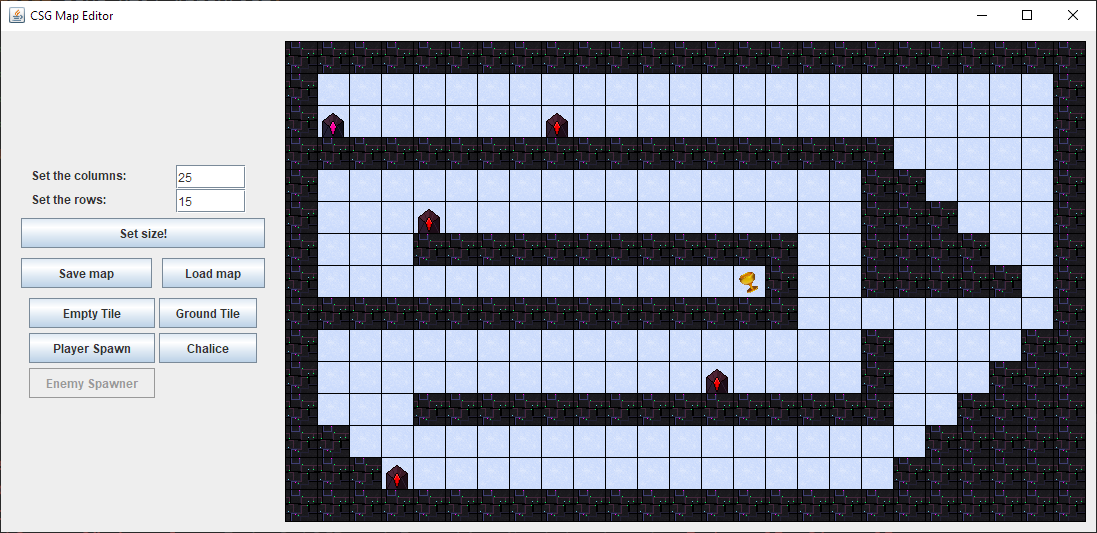 CSG Map Editor
Set the columns: 25
Set the rows: 15
Set size!
Save map Load map
Empty Tile Ground Tile
Player Spawn Chalice
Enemy Spawner